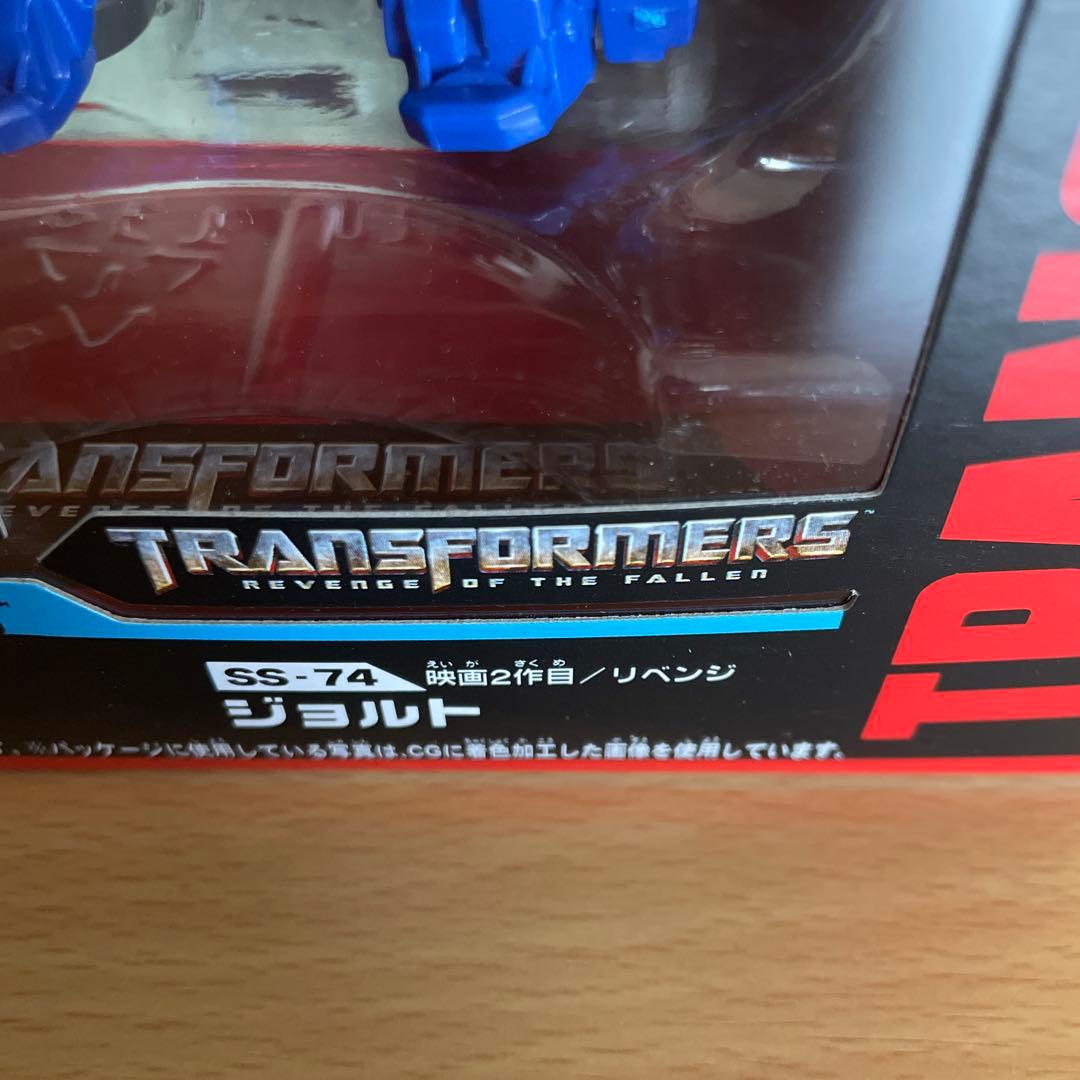 TRANSFORMERS™
REVENGE OF THE FALLEN
SS-74 映画2作目/リベンジ
えいが さくめ
ジョルト
※パッケージに使用している写真は、CGに着色加工した画像を使用しています。